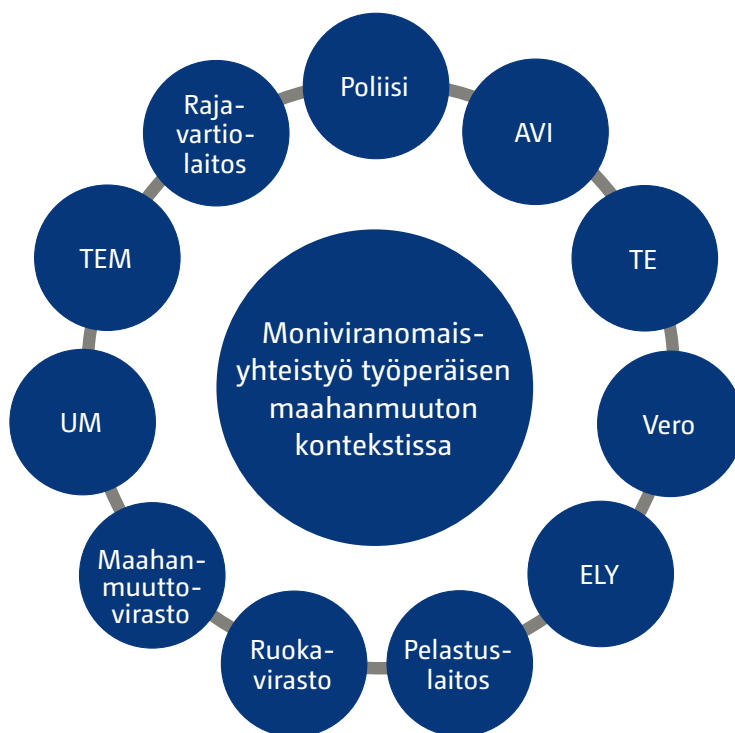 Poliisi
AVI
TE
Vero
ELY
Pelastus-
laitos
Ruoka-
virasto
Maahan-
muutto-
virasto
UM
TEM
Raja-
vartio-
laitos
Moniviranomais-
yhteistyö työperäisen
maahanmuuton
kontekstissa